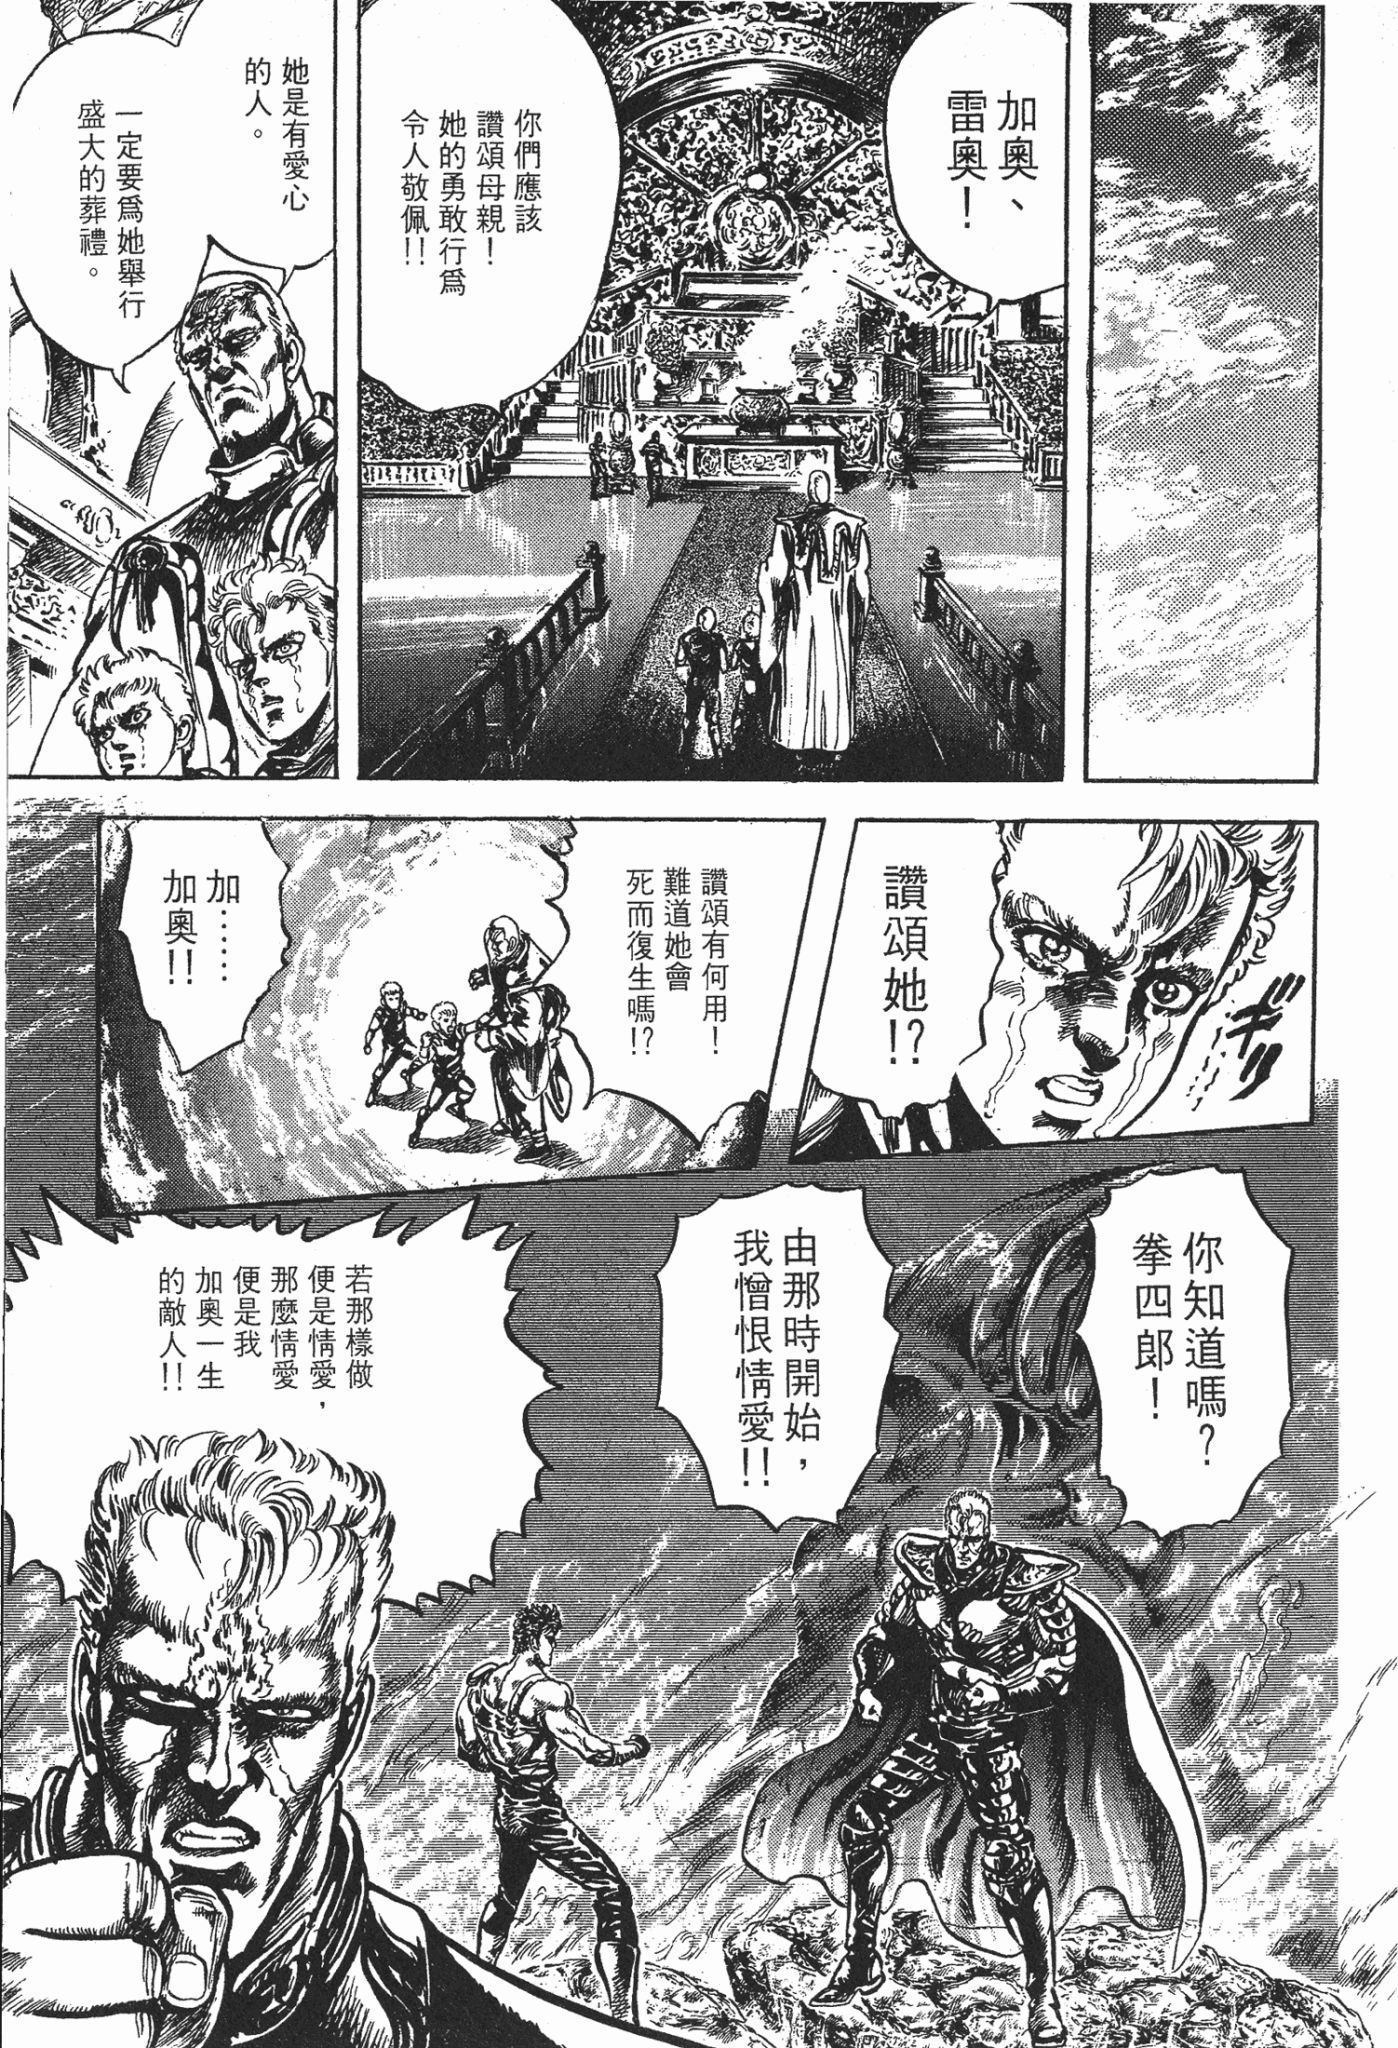 加奧、
雷奧！
你們應該
讚頌母親！
她的勇敢行爲
令人敬佩!!
她是有愛心
的人。
一定要爲她舉行
盛大的葬禮。
讚頌她!?
ギリ
讚頌有何用！
難道她會
死而復生嗎!?
加……
加奧!!
你知道嗎？
拳四郎！
由那時開始，
我憎恨情愛!!
若那樣做
便是情愛，
那麼情愛
便是我
加奧一生
的敵人!!